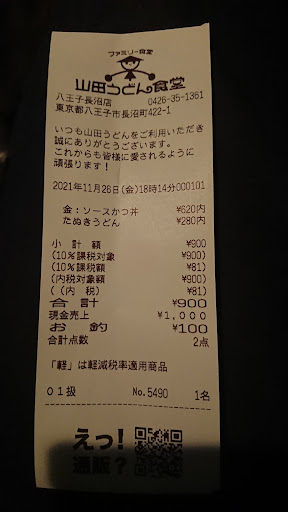 ファミリー食堂
山田うどん食堂
八王子長沼店 0426-35-1361
東京都八王子市長沼町422-1
いつも山田うどんをご利用いただき
誠にありがとうございます。
これからも皆様に愛されるように
頑張ります!
2021年11月26日(金)18時14分000101
金:ソースかつ丼 ¥620内
たぬきうどん ¥280内
小 計 額 ¥900
(10%課税対象 ¥900)
(10%課税額 ¥81)
(内税対象額 ¥900)
((内 税) ¥81)
合 計 ¥900
現金売上 ¥1,000
お 釣 ¥100
合計点数 2点
「軽」は軽減税率適用商品
01扱 No.5490 1名
えっ!
通販?